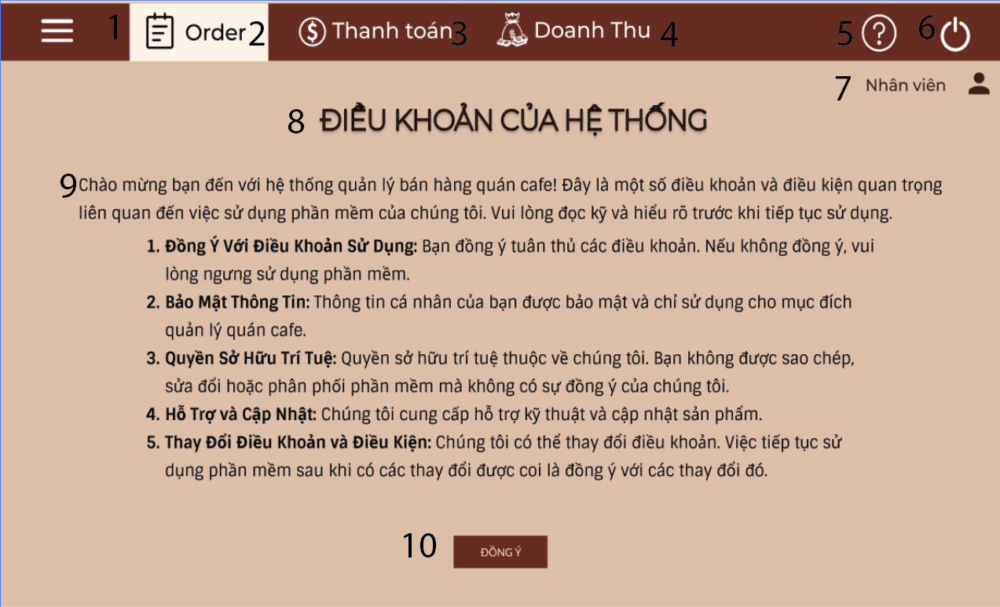 1 Order 2 Thanh toán 3 Doanh Thu 4 5 ? 6
7 Nhân viên
8 ĐIỀU KHOẢN CỦA HỆ THỐNG
9 Chào mừng bạn đến với hệ thống quản lý bán hàng quán cafe! Đây là một số điều khoản và điều kiện quan trọng
liên quan đến việc sử dụng phần mềm của chúng tôi. Vui lòng đọc kỹ và hiểu rõ trước khi tiếp tục sử dụng.
1. Đồng Ý Với Điều Khoản Sử Dụng: Bạn đồng ý tuân thủ các điều khoản. Nếu không đồng ý, vui
lòng ngưng sử dụng phần mềm.
2. Bảo Mật Thông Tin: Thông tin cá nhân của bạn được bảo mật và chỉ sử dụng cho mục đích
quản lý quán cafe.
3. Quyền Sở Hữu Trí Tuệ: Quyền sở hữu trí tuệ thuộc về chúng tôi. Bạn không được sao chép,
sửa đổi hoặc phân phối phần mềm mà không có sự đồng ý của chúng tôi.
4. Hỗ Trợ và Cập Nhật: Chúng tôi cung cấp hỗ trợ kỹ thuật và cập nhật sản phẩm.
5. Thay Đổi Điều Khoản và Điều Kiện: Chúng tôi có thể thay đổi điều khoản. Việc tiếp tục sử
dụng phần mềm sau khi có các thay đổi được coi là đồng ý với các thay đổi đó.
10 ĐỒNG Ý